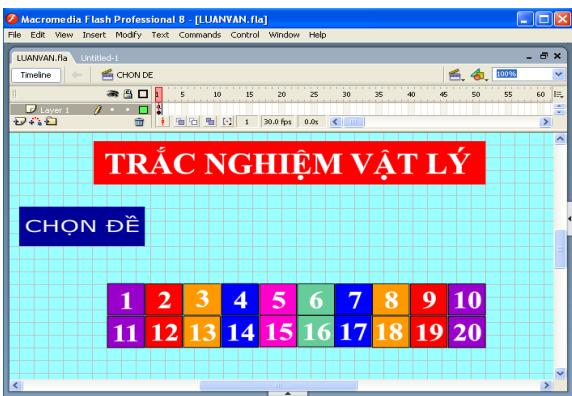 Macromedia Flash Professional 8 - [LUANVAN.fla]
File Edit View Insert Modify Text Commands Control Window Help
LUANVAN.fla Untitled-1
Timeline CHON DE 100%
1 5 10 15 20 25 30 35 40 45 50 55 60
Layer 1
1 30.0 fps 0.0s
TRẮC NGHIỆM VẬT LÝ
CHỌN ĐỀ
1 2 3 4 5 6 7 8 9 10
11 12 13 14 15 16 17 18 19 20